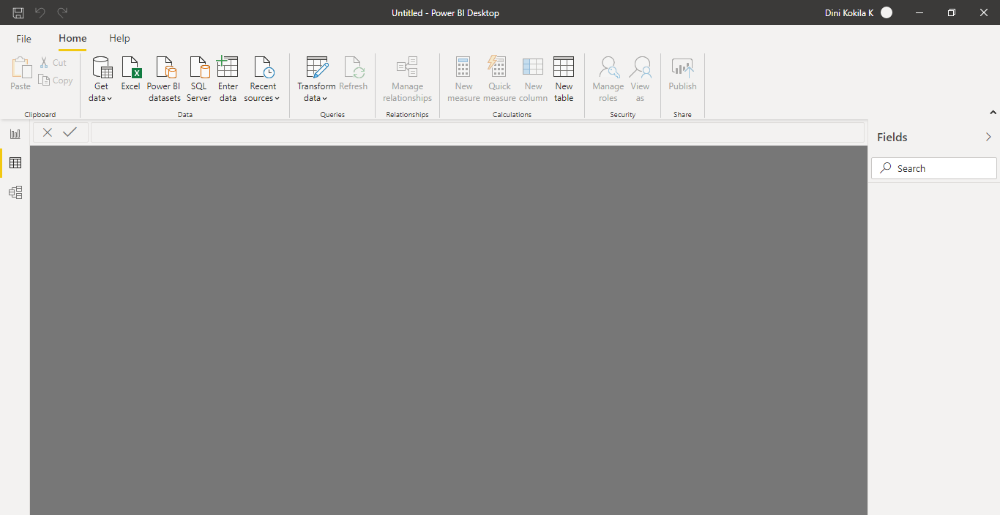 Untitled - Power BI Desktop
Dini Kokila K
File Home Help
Paste
Cut
Copy
Clipboard
Get data
Excel
Power BI datasets
SQL Server
Enter data
Recent sources
Data
Transform data
Refresh
Queries
Manage relationships
Relationships
New measure
Quick measure
New column
New table
Calculations
Manage roles
View as
Security
Publish
Share
Fields
Search